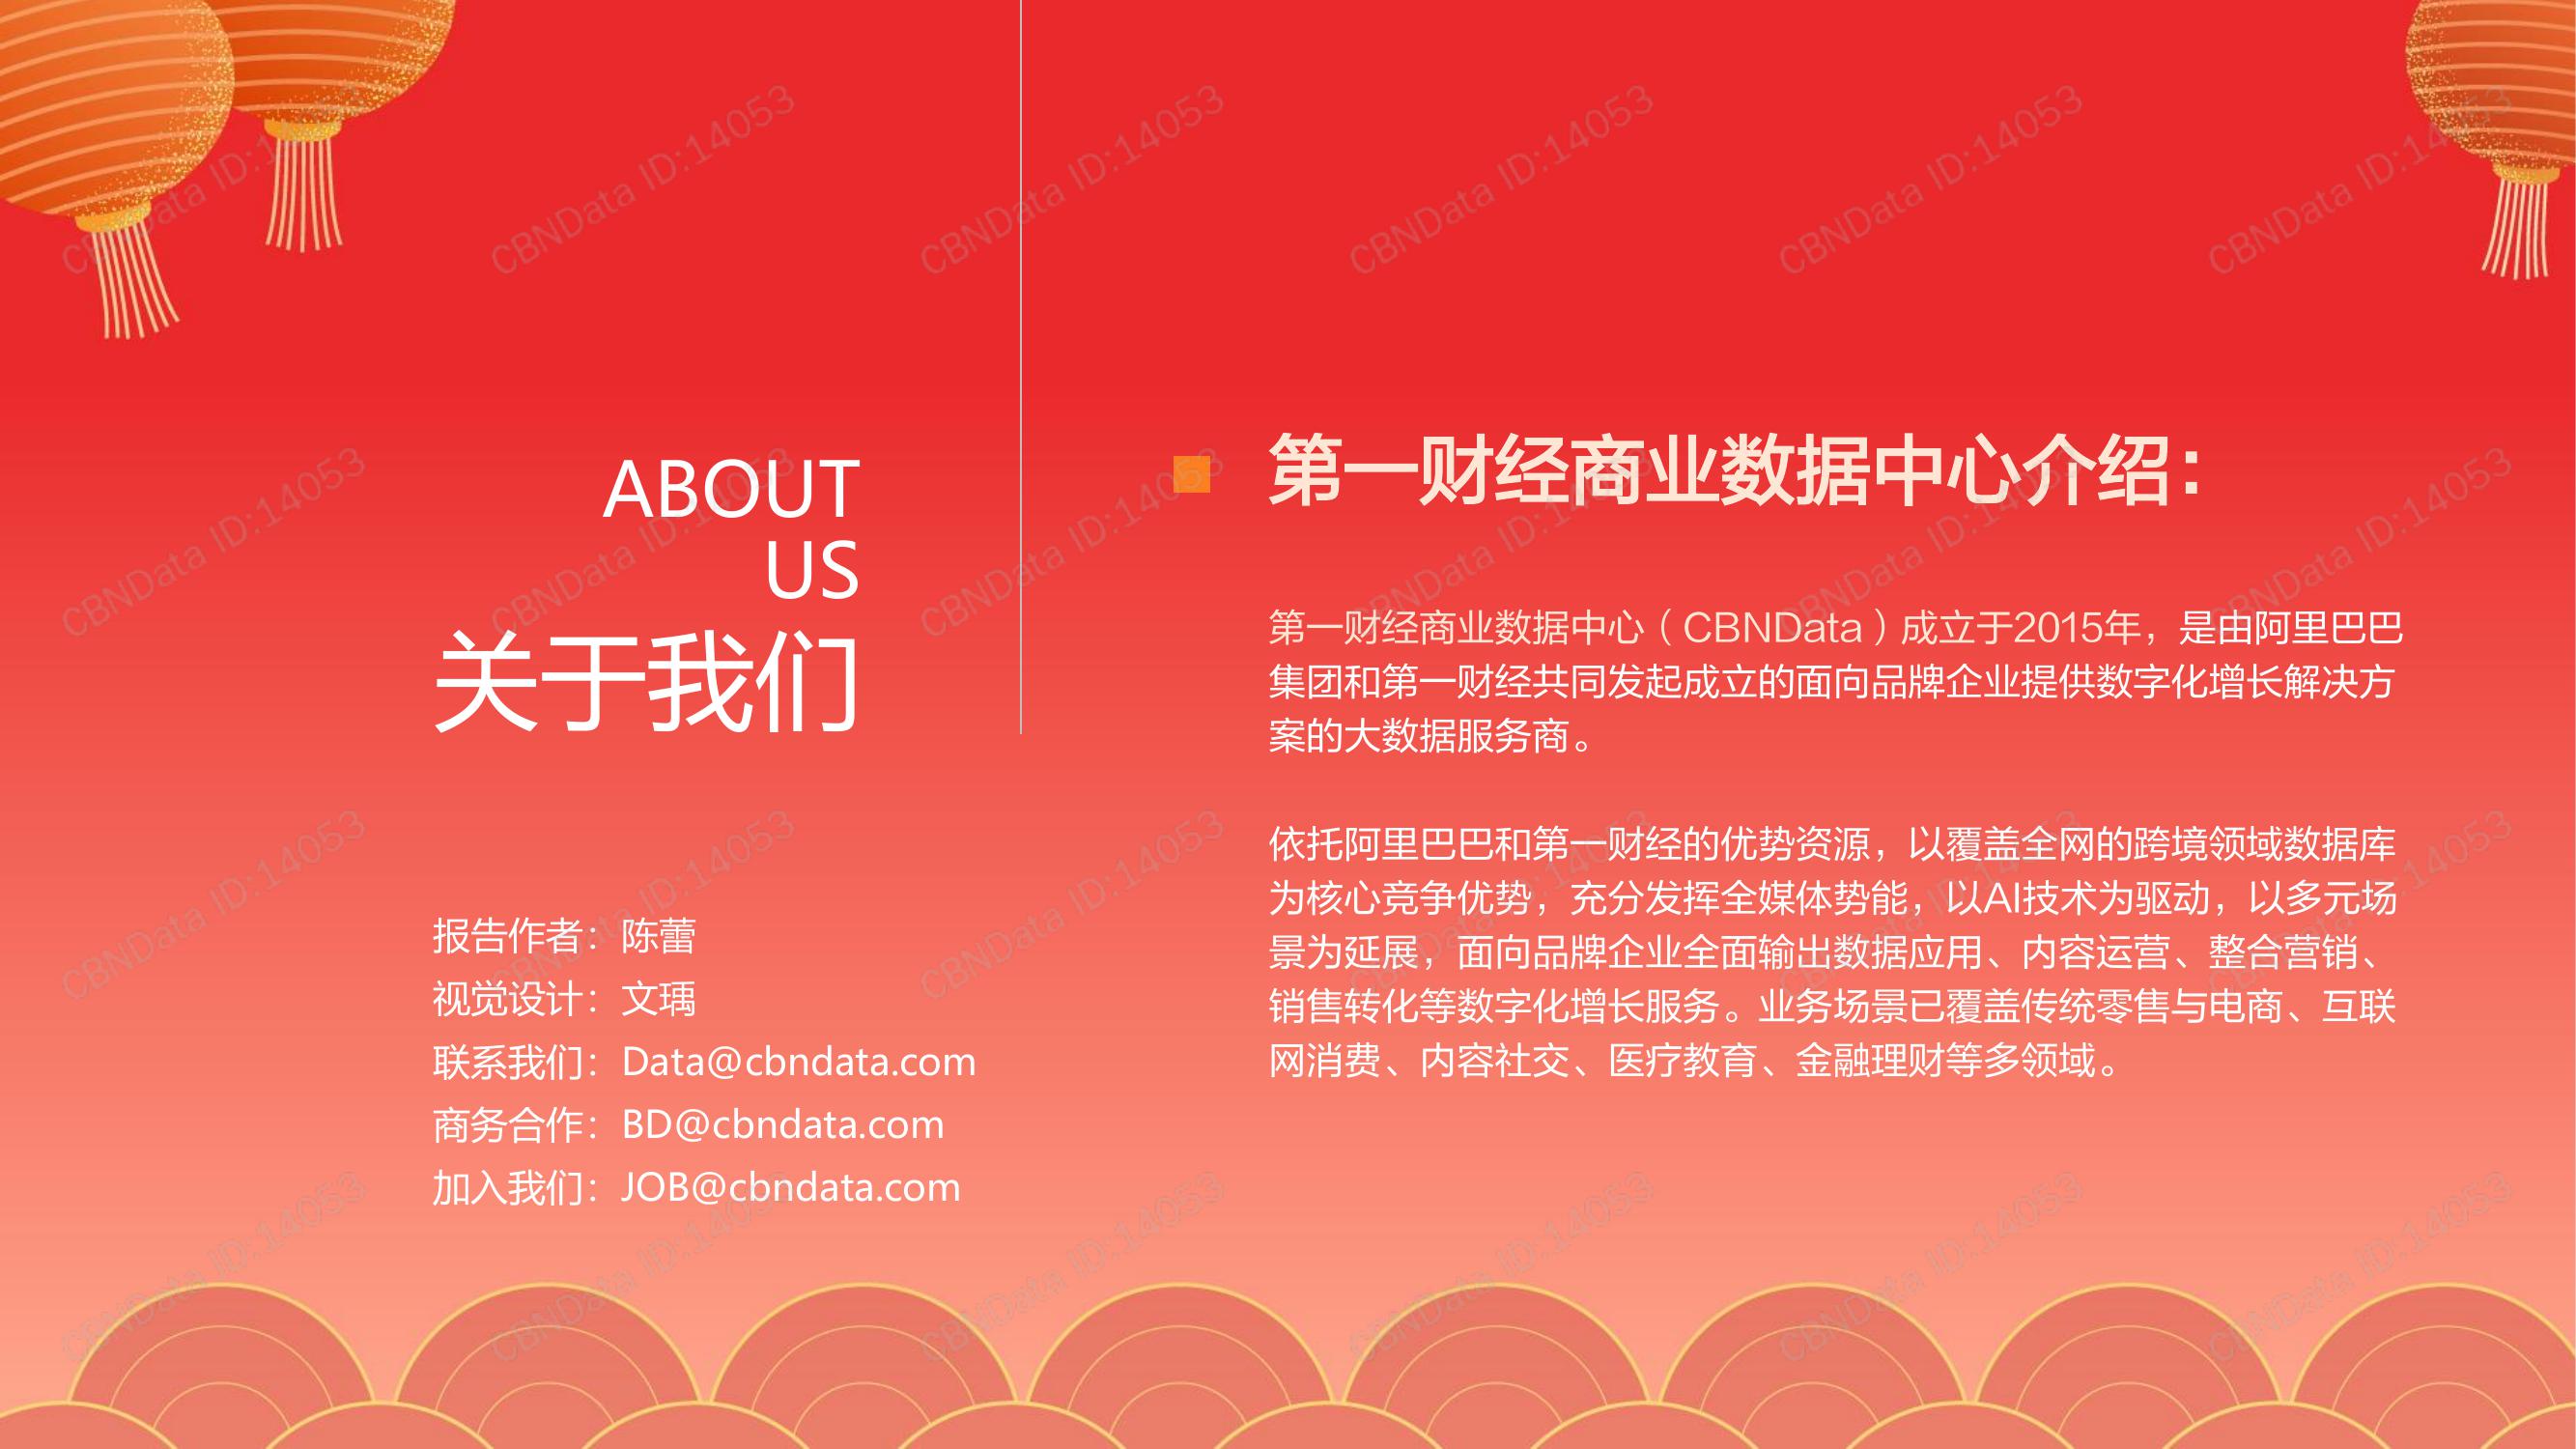 ABOUT
US
关于我们
报告作者：陈蕾
视觉设计：文瑀
联系我们：Data@cbndata.com
商务合作：BD@cbndata.com
加入我们：JOB@cbndata.com
第一财经商业数据中心介绍：
第一财经商业数据中心（CBNData）成立于2015年，是由阿里巴巴
集团和第一财经共同发起成立的面向品牌企业提供数字化增长解决方
案的大数据服务商。
依托阿里巴巴和第一财经的优势资源，以覆盖全网的跨境领域数据库
为核心竞争优势，充分发挥全媒体势能，以AI技术为驱动，以多元场
景为延展，面向品牌企业全面输出数据应用、内容运营、整合营销、
销售转化等数字化增长服务。业务场景已覆盖传统零售与电商、互联
网消费、内容社交、医疗教育、金融理财等多领域。
CBNData ID:14053